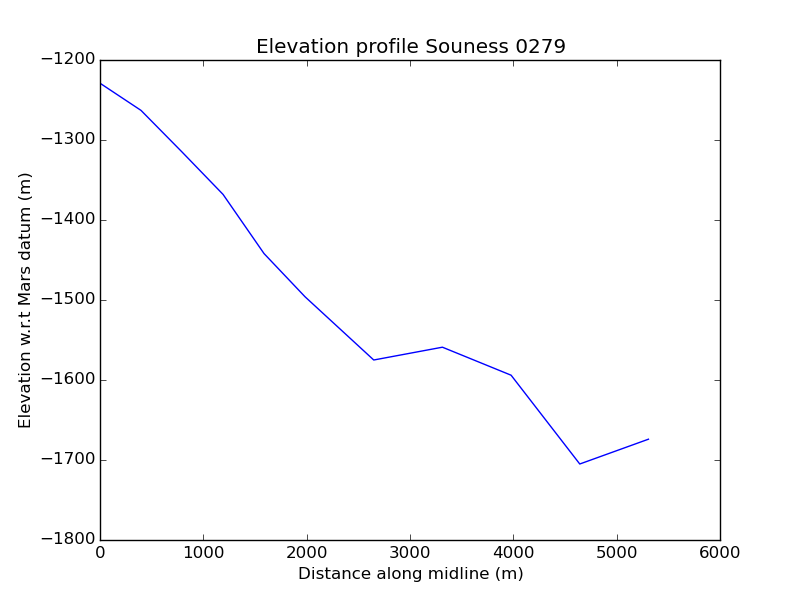 Elevation profile Souness 0279
−1200
−1300
−1400
−1500
−1600
−1700
−1800
Elevation w.r.t Mars datum (m)
0 1000 2000 3000 4000 5000 6000
Distance along midline (m)